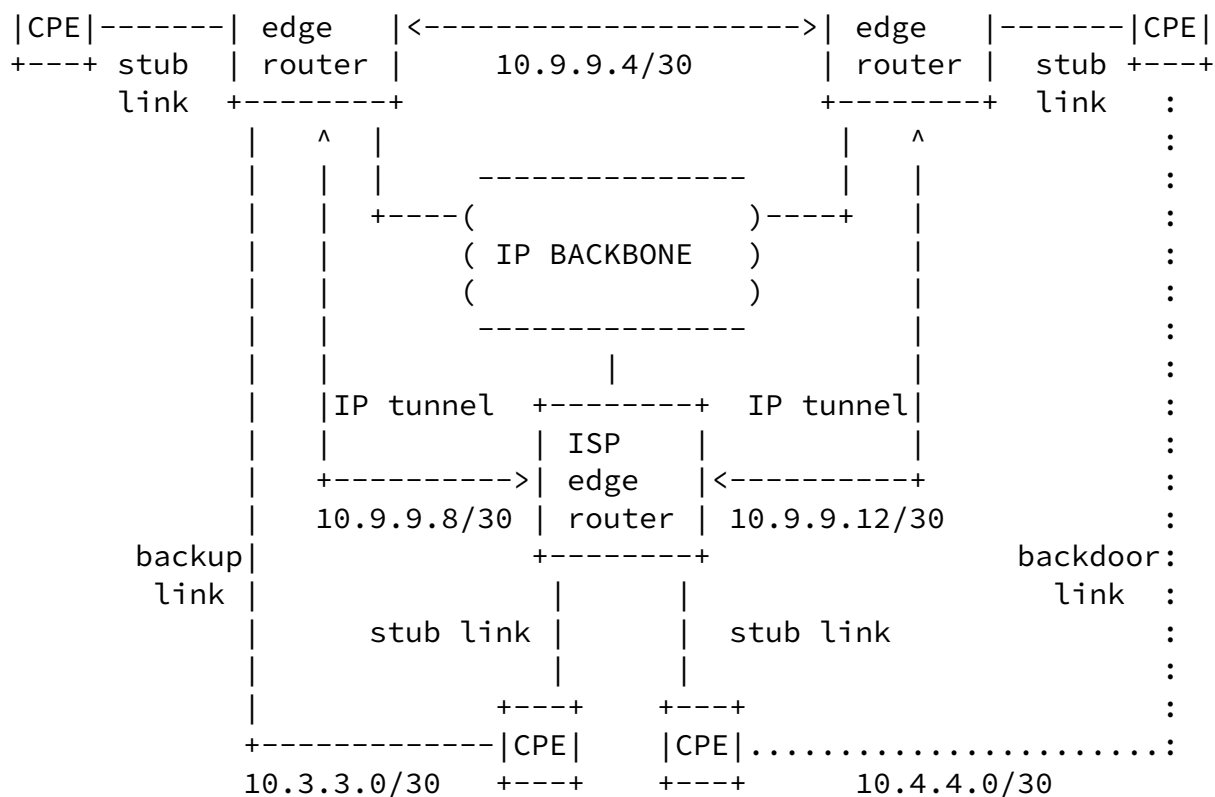 |CPE|-------| edge   |<--------------------->| edge   |-------|CPE|
+---+ stub  | router |     10.9.9.4/30       | router |  stub +---+
      link  +--------+                       +--------+  link   :
             |   ^  |                         |   ^             :
             |   |  |     ---------------     |   |             :
             |   |  +----(               )----+   |             :
             |   |       ( IP BACKBONE   )        |             :
             |   |       (               )        |             :
             |   |        ---------------         |             :
             |   |               |                |             :
             |   |IP tunnel  +--------+  IP tunnel|             :
             |   |           | ISP    |           |             :
             |   +---------->| edge   |<----------+             :
             |   10.9.9.8/30 | router | 10.9.9.12/30            :
       backup|               +--------+                 backdoor:
        link |                |      |                    link  :
             |      stub link |      | stub link                :
             |                |      |                          :
             |             +---+    +---+                       :
             +-------------|CPE|    |CPE|.......................:
             10.3.3.0/30   +---+    +---+      10.4.4.0/30